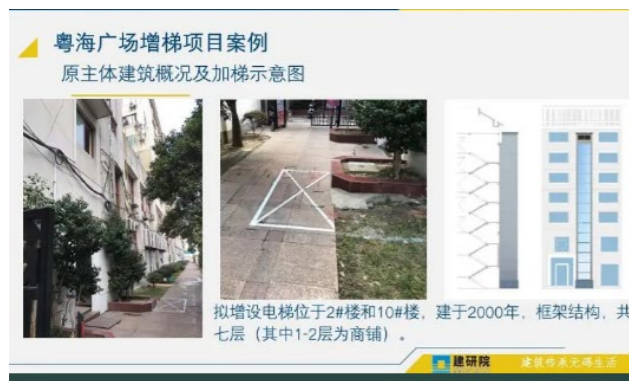 粤海广场增梯项目案例
原主体建筑概况及加梯示意图
拟增设电梯位于2#楼和10#楼，建于2000年，框架结构，共
七层（其中1-2层为商铺）。
建研院 建筑传承无碍生活